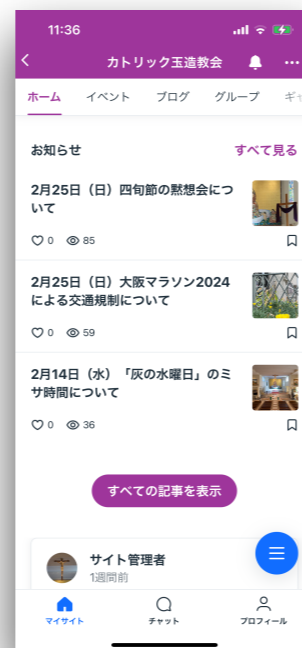 11:36
カトリック玉造教会
ホーム イベント ブログ グループ ギャ
お知らせ すべて見る
2月25日（日）四旬節の黙想会につ
いて
0 85
2月25日（日）大阪マラソン2024
による交通規制について
0 59
2月14日（水）「灰の水曜日」のミ
サ時間について
0 36
すべての記事を表示
サイト管理者
1週間前
マイサイト チャット プロフィール